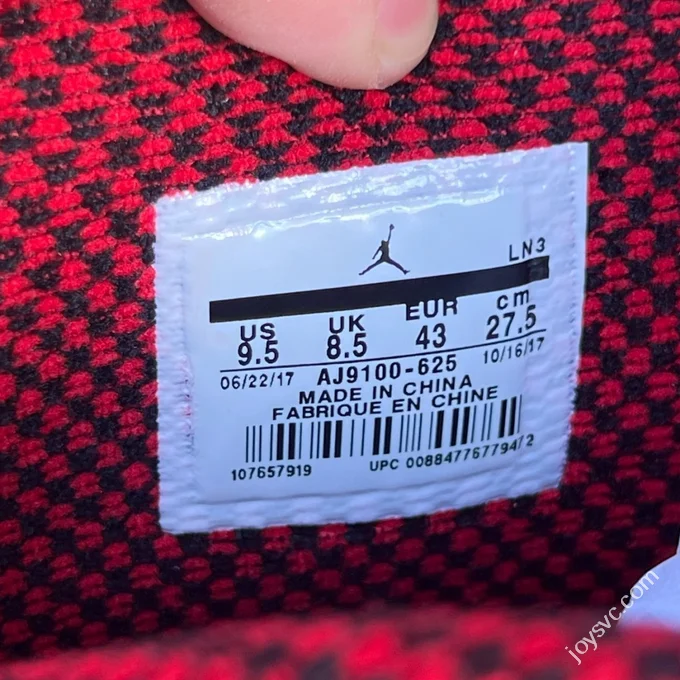 LN3
US UK EUR cm
9.5 8.5 43 27.5
06/22/17 AJ9100-625 10/16/17
MADE IN CHINA
FABRIQUE EN CHINE
107657919 UPC 00884776779472
joysvc.com